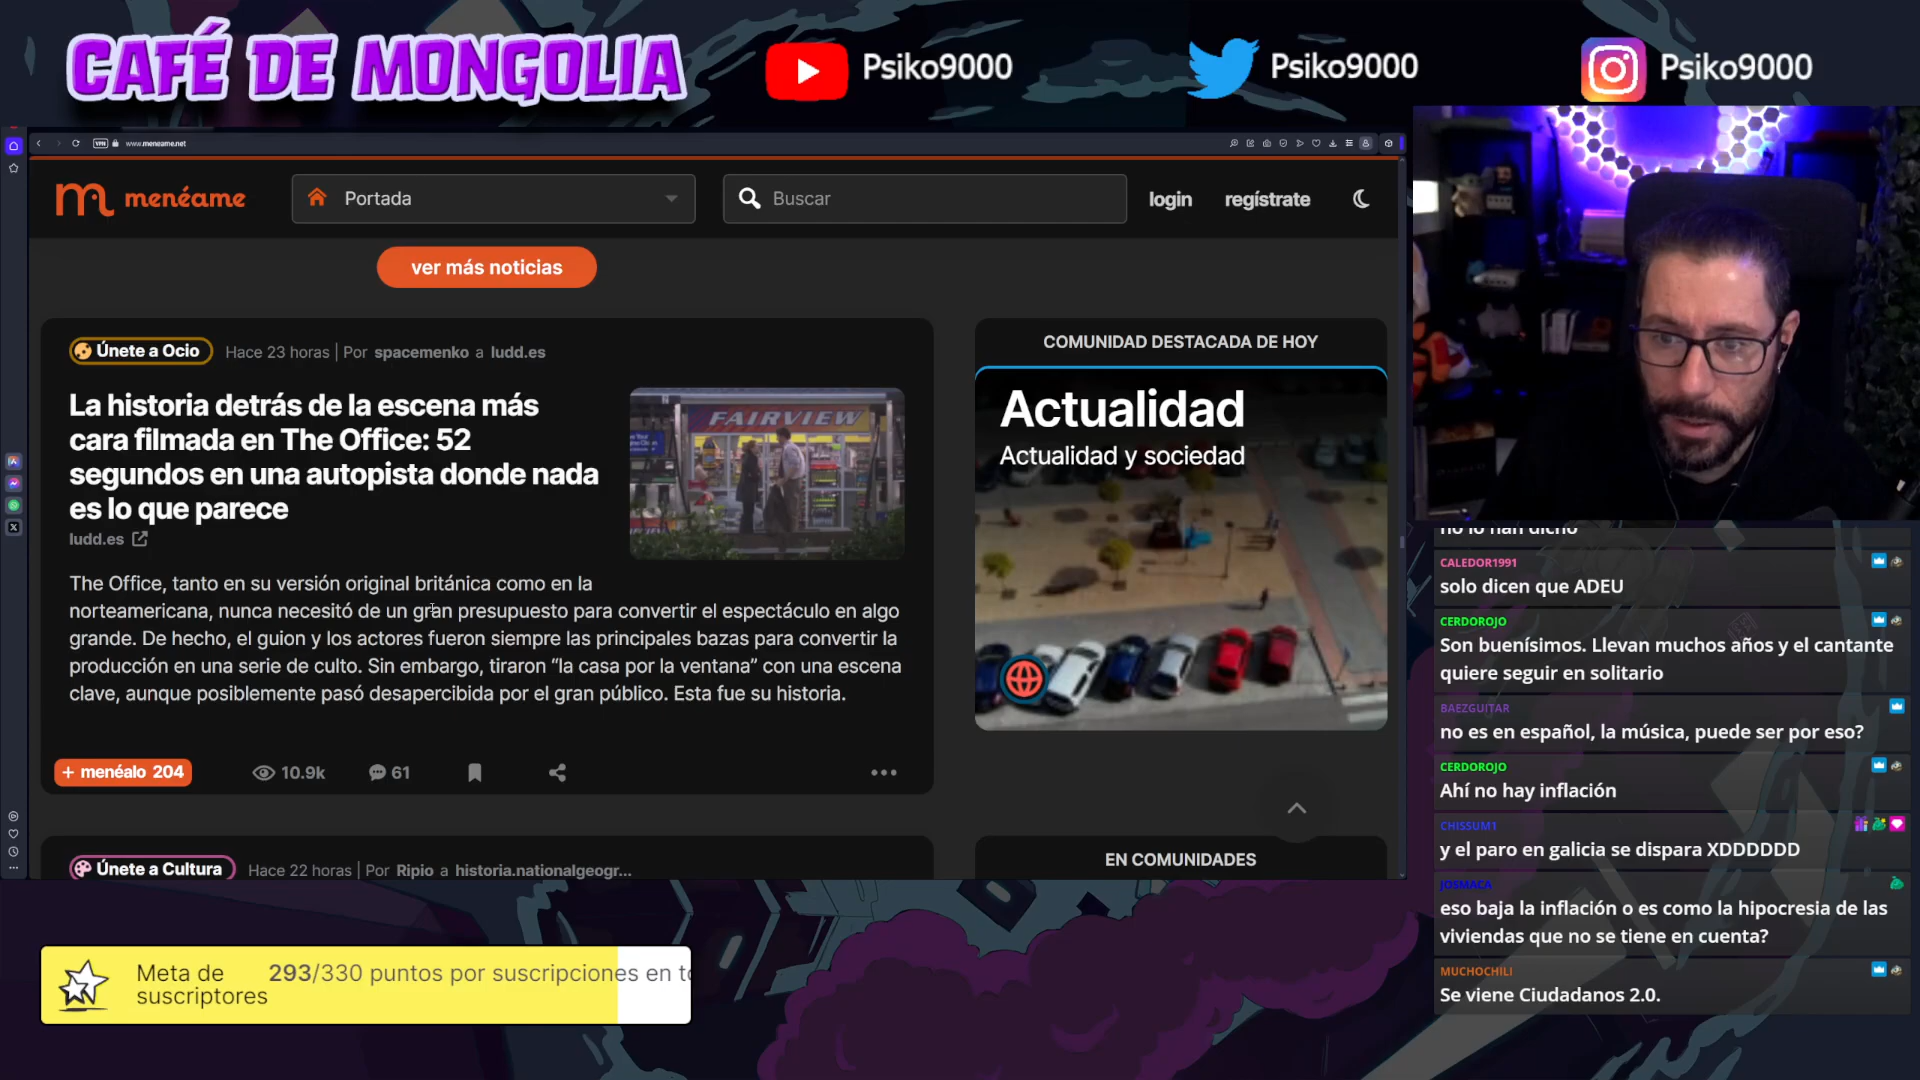 CAFÉ DE MONGOLIA
Psiko9000
Psiko9000
Psiko9000
VPN
www.meneame.net
menéame
Portada
Buscar
login
regístrate
ver más noticias
Únete a Ocio
Hace 23 horas | Por spacemenko a ludd.es
La historia detrás de la escena más
cara filmada en The Office: 52
segundos en una autopista donde nada
es lo que parece
ludd.es
FAIRVIEW
The Office, tanto en su versión original británica como en la
norteamericana, nunca necesitó de un gran presupuesto para convertir el espectáculo en algo
grande. De hecho, el guion y los actores fueron siempre las principales bazas para convertir la
producción en una serie de culto. Sin embargo, tiraron “la casa por la ventana” con una escena
clave, aunque posiblemente pasó desapercibida por el gran público. Esta fue su historia.
+ menéalo 204
10.9k
61
Únete a Cultura
Hace 22 horas | Por Ripio a historia.nationalgeogr...
COMUNIDAD DESTACADA DE HOY
Actualidad
Actualidad y sociedad
EN COMUNIDADES
no lo han dicho
CALEDOR1991
solo dicen que ADEU
CERDOROJO
Son buenísimos. Llevan muchos años y el cantante
quiere seguir en solitario
BAEZGUITAR
no es en español, la música, puede ser por eso?
CERDOROJO
Ahí no hay inflación
CHISSUM1
y el paro en galicia se dispara XDDDDDD
JOSMACA
eso baja la inflación o es como la hipocresia de las
viviendas que no se tiene en cuenta?
MUCHOCHILI
Se viene Ciudadanos 2.0.
Meta de
suscriptores
293/330 puntos por suscripciones en to